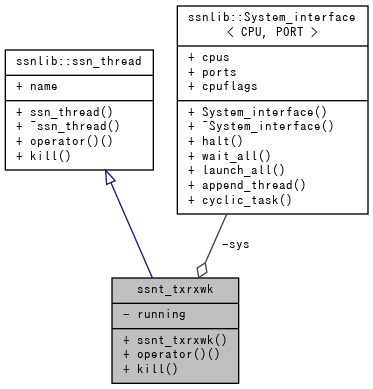 ssnlib::ssn_thread
+ name
+ ssn_thread()
+ ~ssn_thread()
+ operator()()
+ kill()
ssnlib::System_interface
< CPU, PORT >
+ cpus
+ ports
+ cpuflags
+ System_interface()
+ ~System_interface()
+ halt()
+ wait_all()
+ launch_all()
+ append_thread()
+ cyclic_task()
-sys
ssnt_txrxwk
- running
+ ssnt_txrxwk()
+ operator()()
+ kill()